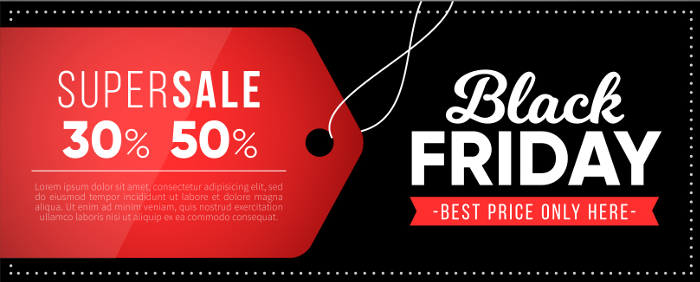 SUPERSALE
30% 50%
Lorem ipsum dolor sit amet, consectetur adipiscing elit, sed
do eiusmod tempor incididunt ut labore et dolore magna
aliqua. Ut enim ad minim veniam, quis nostrud exercitation
ullamco laboris nisi ut aliquip ex ea commodo consequat.
Black
FRIDAY
-BEST PRICE ONLY HERE-